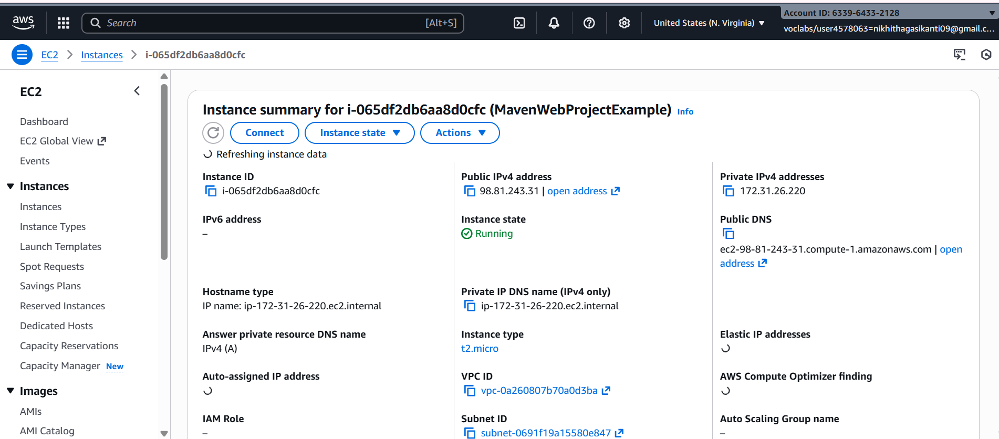 aws
Search [Alt+S]
United States (N. Virginia)
Account ID: 6339-6433-2128
voclabs/user4578063=nikhithagasikanti09@gmail.c...
EC2 > Instances > i-065df2db6aa8d0cfc
EC2
Dashboard
EC2 Global View
Events
Instances
Instances
Instance Types
Launch Templates
Spot Requests
Savings Plans
Reserved Instances
Dedicated Hosts
Capacity Reservations
Capacity Manager New
Images
AMIs
AMI Catalog
Instance summary for i-065df2db6aa8d0cfc (MavenWebProjectExample) Info
Connect
Instance state
Actions
Refreshing instance data
Instance ID
i-065df2db6aa8d0cfc
Public IPv4 address
98.81.243.31 | open address
Private IPv4 addresses
172.31.26.220
IPv6 address
–
Instance state
Running
Public DNS
ec2-98-81-243-31.compute-1.amazonaws.com | open
address
Hostname type
IP name: ip-172-31-26-220.ec2.internal
Private IP DNS name (IPv4 only)
ip-172-31-26-220.ec2.internal
Answer private resource DNS name
IPv4 (A)
Instance type
t2.micro
Elastic IP addresses
Auto-assigned IP address
VPC ID
vpc-0a260807b70a0d3ba
AWS Compute Optimizer finding
IAM Role
–
Subnet ID
subnet-0691f19a15580e847
Auto Scaling Group name
–